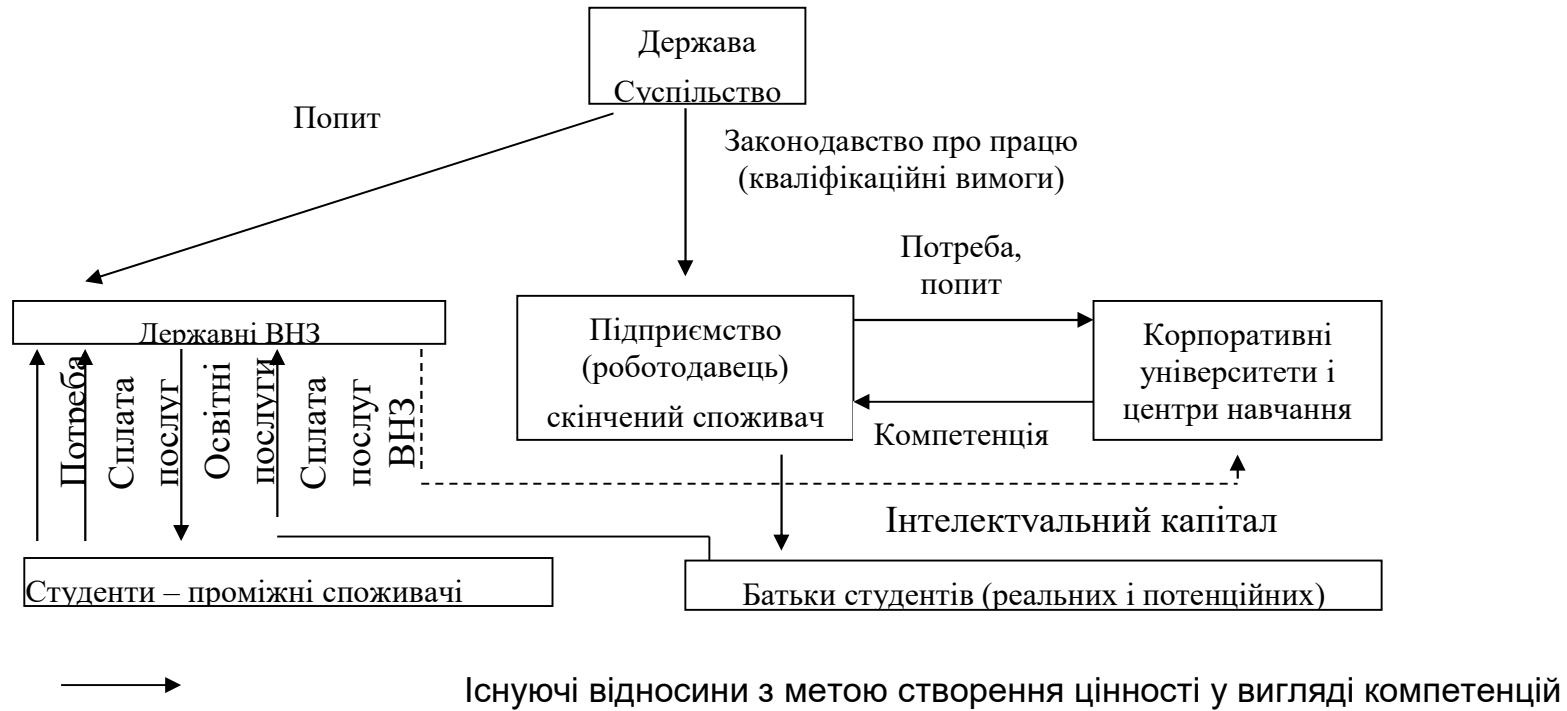 Держава
Суспільство
Попит
Законодавство про працю
(кваліфікаційні вимоги)
Потреба,
попит
Державні ВНЗ
Підприємство
(роботодавець)
скінчений споживач
Корпоративні
університети і
центри навчання
Компетенція
Потреба
Сплата
послуг
Освітні
послуги
Сплата
послуг
ВНЗ
Інтелектуальний капітал
Студенти – проміжні споживачі
Батьки студентів (реальних і потенційних)
Існуючі відносини з метою створення цінності у вигляді компетенцій